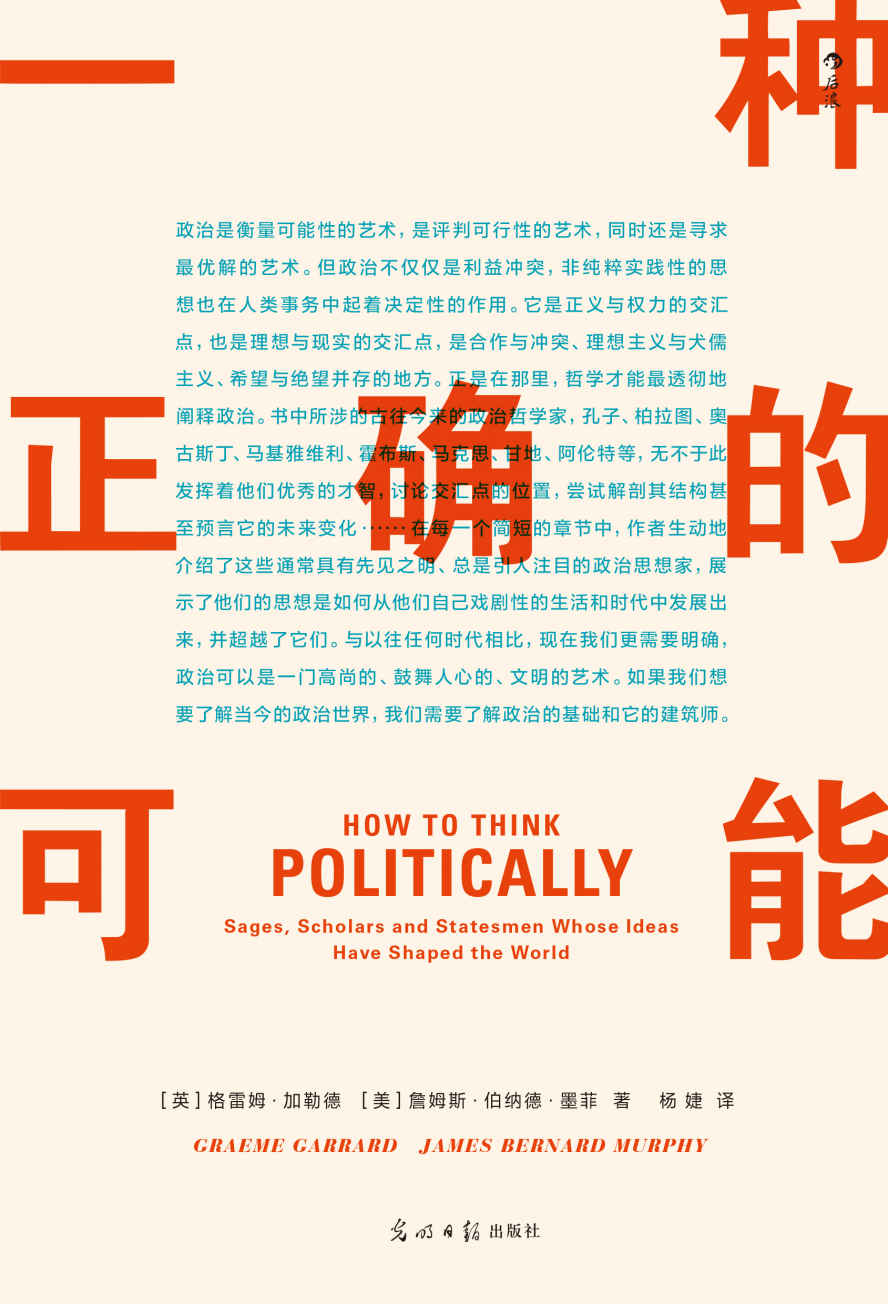 一 种
后浪
政治是衡量可能性的艺术，是评判可行性的艺术，同时还是寻求
最优解的艺术。但政治不仅仅是利益冲突，非纯粹实践性的思
想也在人类事务中起着决定性的作用。它是正义与权力的交汇
点，也是理想与现实的交汇点，是合作与冲突、理想主义与犬儒
主义、希望与绝望并存的地方。正是在那里，哲学才能最透彻地
阐释政治。书中所涉的古往今来的政治哲学家，孔子、柏拉图、奥
古斯丁、马基雅维利、霍布斯、马克思、甘地、阿伦特等，无不于此
发挥着他们优秀的才智，讨论交汇点的位置，尝试解剖其结构甚
至预言它的未来变化……在每一个简短的章节中，作者生动地
介绍了这些通常具有先见之明、总是引人注目的政治思想家，展
示了他们的思想是如何从他们自己戏剧性的生活和时代中发展出
来，并超越了它们。与以往任何时代相比，现在我们更需要明确，
政治可以是一门高尚的、鼓舞人心的、文明的艺术。如果我们想
要了解当今的政治世界，我们需要了解政治的基础和它的建筑师。
正 确 的
可 能
HOW TO THINK
POLITICALLY
Sages, Scholars and Statesmen Whose Ideas
Have Shaped the World
[英]格雷姆·加勒德 [美]詹姆斯·伯纳德·墨菲 著 杨婕 译
GRAEME GARRARD JAMES BERNARD MURPHY
光明日报出版社